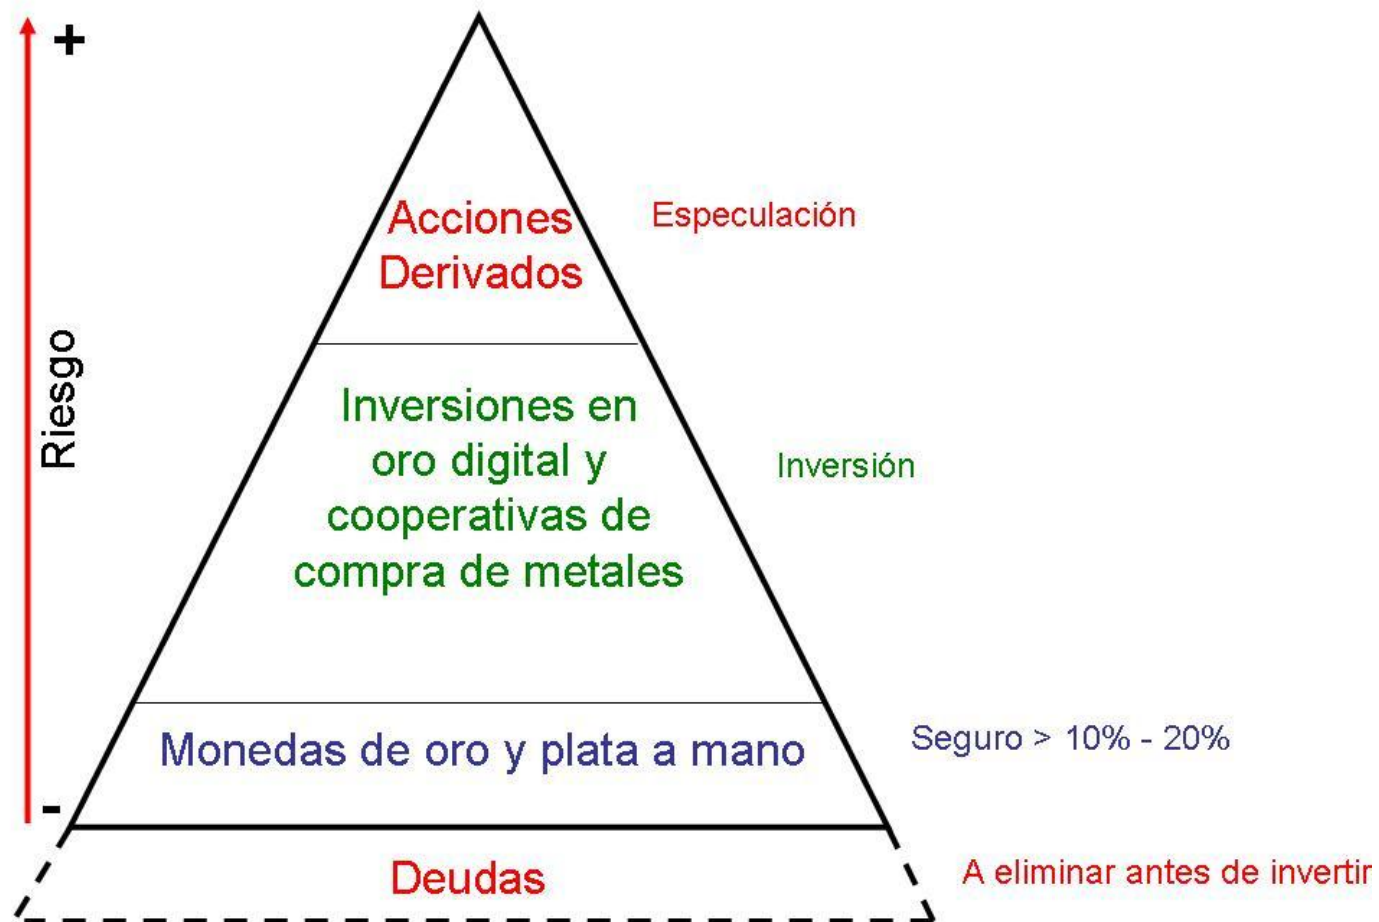 +
Acciones
Derivados
Especulación
Riesgo
Inversiones en
oro digital y
cooperativas de
compra de metales
Inversión
Monedas de oro y plata a mano
Seguro > 10% - 20%
-
Deudas
A eliminar antes de invertir